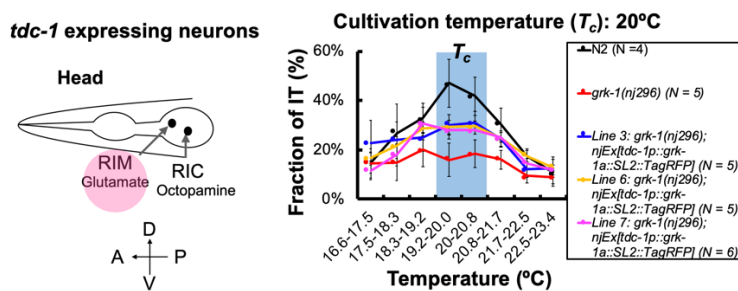 tdc-1 expressing neurons
Head
RIM
Glutamate
RIC
Octopamine
D
A
P
V
Cultivation temperature (Tc): 20ºC
Fraction of IT (%)
60%
40%
20%
0%
Tc
16.6-17.5
17.5-18.3
18.3-19.2
19.2-20.0
20-20.8
20.8-21.7
21.7-22.5
22.5-23.4
Temperature (ºC)
N2 (N =4)
grk-1(nj296) (N = 5)
Line 3: grk-1(nj296);
njEx[tdc-1p::grk-
1a::SL2::TagRFP] (N = 5)
Line 6: grk-1(nj296);
njEx[tdc-1p::grk-
1a::SL2::TagRFP] (N = 5)
Line 7: grk-1(nj296);
njEx[tdc-1p::grk-
1a::SL2::TagRFP] (N = 6)